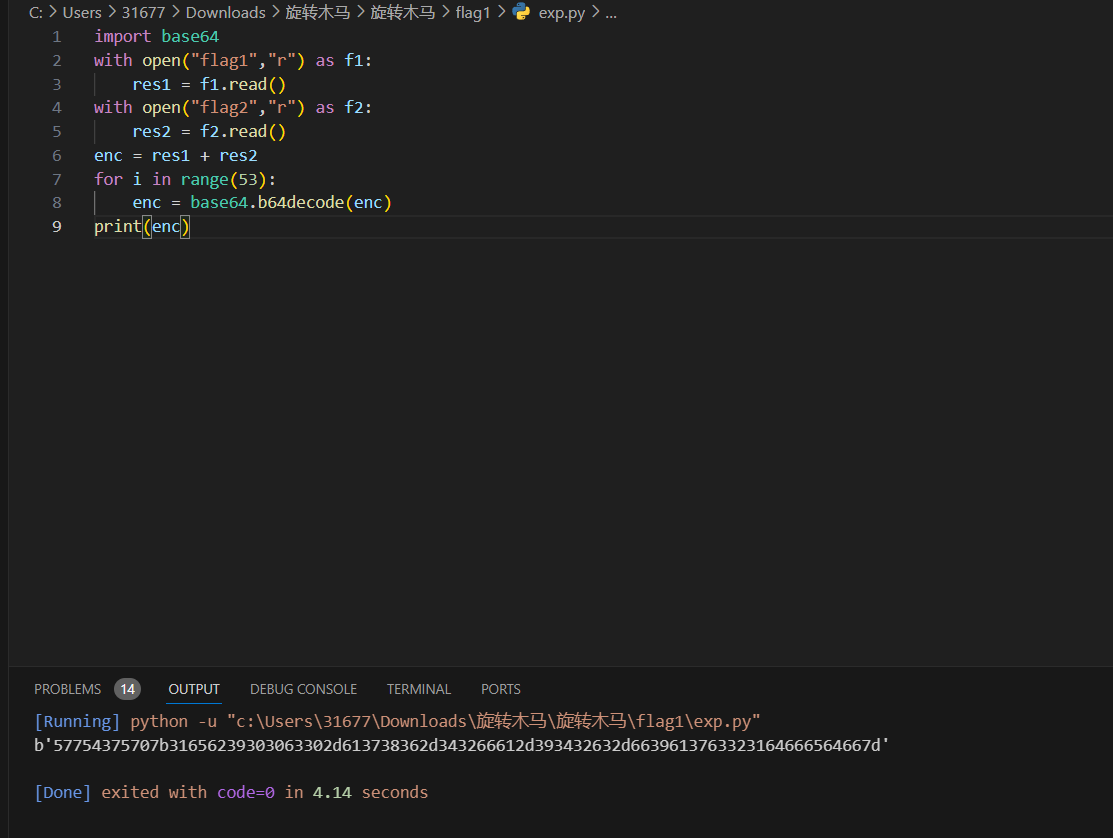 C: > Users > 31677 > Downloads > 旋转木马 > 旋转木马 > flag1 > exp.py > ...
1 import base64
2 with open("flag1","r") as f1:
3     res1 = f1.read()
4 with open("flag2","r") as f2:
5     res2 = f2.read()
6 enc = res1 + res2
7 for i in range(53):
8     enc = base64.b64decode(enc)
9 print(enc)
PROBLEMS 14 OUTPUT DEBUG CONSOLE TERMINAL PORTS
[Running] python -u "c:\Users\31677\Downloads\旋转木马\旋转木马\flag1\exp.py"
b'57754375707b31656239303063302d613738362d343266612d393432632d6639613763323164666564667d'
[Done] exited with code=0 in 4.14 seconds